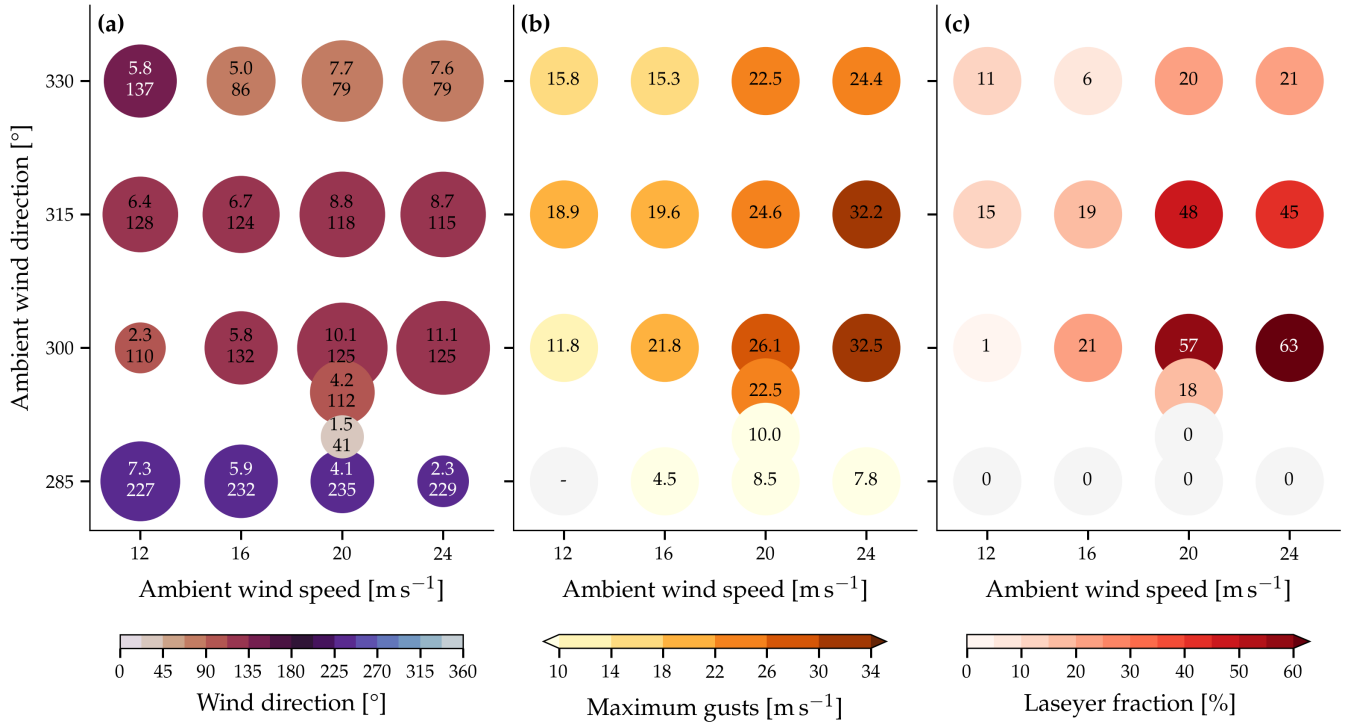 (a)
(b)
(c)
Ambient wind direction [°]
330
315
300
285
5.8
137
5.0
86
7.7
79
7.6
79
6.4
128
6.7
124
8.8
118
8.7
115
2.3
110
5.8
132
10.1
125
11.1
125
4.2
112
1.5
41
7.3
227
5.9
232
4.1
235
2.3
229
15.8 15.3 22.5 24.4
18.9 19.6 24.6 32.2
11.8 21.8 26.1 32.5
22.5
10.0
- 4.5 8.5 7.8
11 6 20 21
15 19 48 45
1 21 57 63
18
0
0 0 0 0
12 16 20 24
12 16 20 24
12 16 20 24
Ambient wind speed [m s⁻¹]
Ambient wind speed [m s⁻¹]
Ambient wind speed [m s⁻¹]
0 45 90 135 180 225 270 315 360
Wind direction [°]
10 14 18 22 26 30 34
Maximum gusts [m s⁻¹]
0 10 20 30 40 50 60
Laseyer fraction [%]